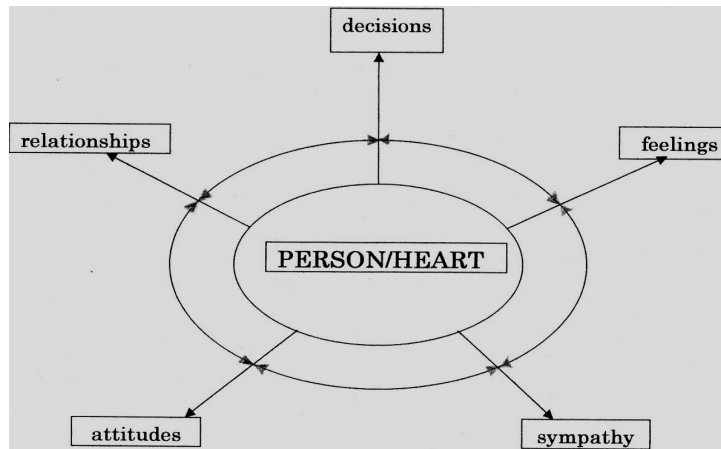 decisions
relationships
feelings
PERSON/HEART
attitudes
sympathy